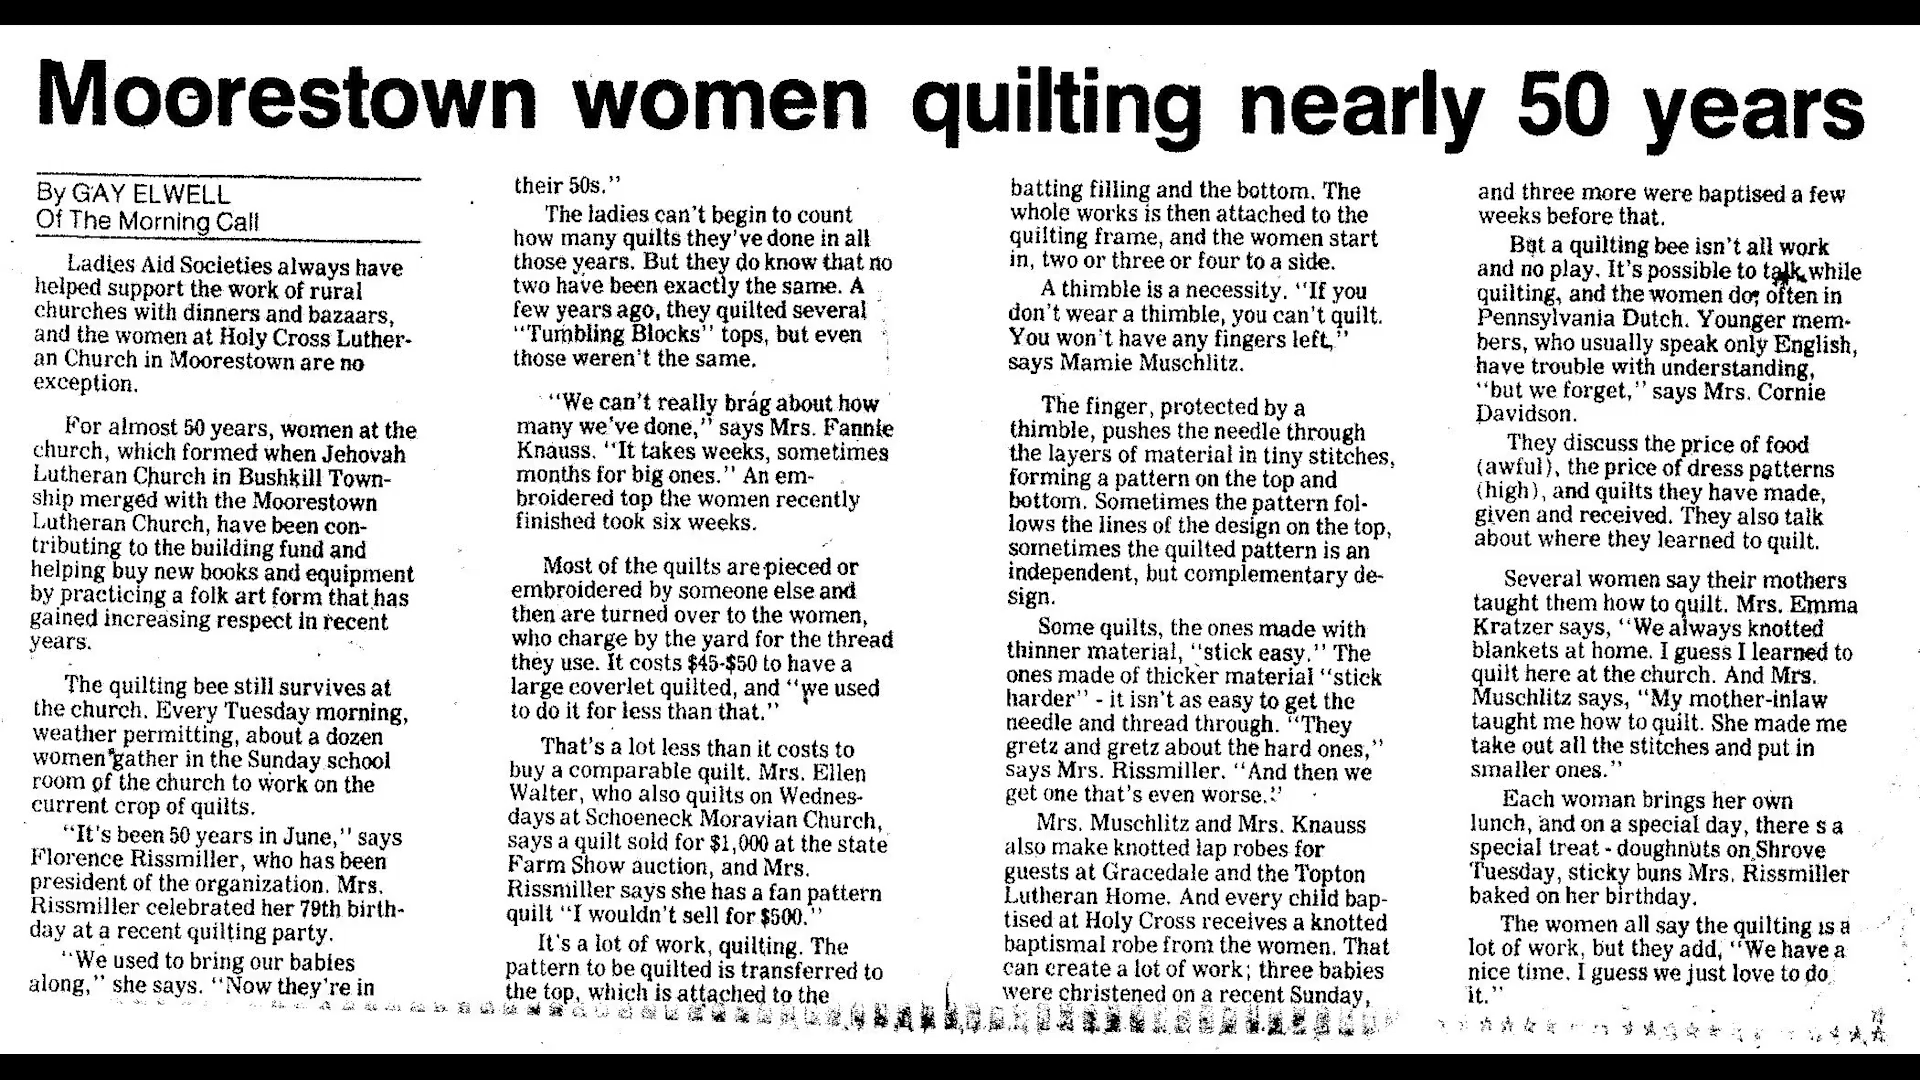 Moorestown women quilting nearly 50 years
By GAY ELWELL
Of The Morning Call
Ladies Aid Societies always have
helped support the work of rural
churches with dinners and bazaars,
and the women at Holy Cross Luther-
an Church in Moorestown are no
exception.
For almost 50 years, women at the
church, which formed when Jehovah
Lutheran Church in Bushkill Town-
ship merged with the Moorestown
Lutheran Church, have been con-
tributing to the building fund and
helping buy new books and equipment
by practicing a folk art form that has
gained increasing respect in recent
years.
The quilting bee still survives at
the church. Every Tuesday morning,
weather permitting, about a dozen
women gather in the Sunday school
room of the church to work on the
current crop of quilts.
"It's been 50 years in June," says
Florence Rissmiller, who has been
president of the organization. Mrs.
Rissmiller celebrated her 79th birth-
day at a recent quilting party.
"We used to bring our babies
along," she says. "Now they're in
their 50s."
The ladies can't begin to count
how many quilts they've done in all
those years. But they do know that no
two have been exactly the same. A
few years ago, they quilted several
"Tumbling Blocks" tops, but even
those weren't the same.
"We can't really brag about how
many we've done," says Mrs. Fannie
Knauss. "It takes weeks, sometimes
months for big ones." An em-
broidered top the women recently
finished took six weeks.
Most of the quilts are pieced or
embroidered by someone else and
then are turned over to the women,
who charge by the yard for the thread
they use. It costs $45-$50 to have a
large coverlet quilted, and "we used
to do it for less than that."
That's a lot less than it costs to
buy a comparable quilt. Mrs. Ellen
Walter, who also quilts on Wednes-
days at Schoeneck Moravian Church,
says a quilt sold for $1,000 at the state
Farm Show auction, and Mrs.
Rissmiller says she has a fan pattern
quilt "I wouldn't sell for $500."
It's a lot of work, quilting. The
pattern to be quilted is transferred to
the top, which is attached to the
batting filling and the bottom. The
whole works is then attached to the
quilting frame, and the women start
in, two or three or four to a side.
A thimble is a necessity. "If you
don't wear a thimble, you can't quilt.
You won't have any fingers left,"
says Mamie Muschlitz.
The finger, protected by a
thimble, pushes the needle through
the layers of material in tiny stitches,
forming a pattern on the top and
bottom. Sometimes the pattern fol-
lows the lines of the design on the top,
sometimes the quilted pattern is an
independent, but complementary de-
sign.
Some quilts, the ones made with
thinner material, "stick easy." The
ones made of thicker material "stick
harder" - it isn't as easy to get the
needle and thread through. "They
gretz and gretz about the hard ones,"
says Mrs. Rissmiller. "And then we
get one that's even worse."
Mrs. Muschlitz and Mrs. Knauss
also make knotted lap robes for
guests at Gracedale and the Topton
Lutheran Home. And every child bap-
tised at Holy Cross receives a knotted
baptismal robe from the women. That
can create a lot of work; three babies
were christened on a recent Sunday,
and three more were baptised a few
weeks before that.
But a quilting bee isn't all work
and no play. It's possible to talk while
quilting, and the women do, often in
Pennsylvania Dutch. Younger mem-
bers, who usually speak only English,
have trouble with understanding,
"but we forget," says Mrs. Cornie
Davidson.
They discuss the price of food
(awful), the price of dress patterns
(high), and quilts they have made,
given and received. They also talk
about where they learned to quilt.
Several women say their mothers
taught them how to quilt. Mrs. Emma
Kratzer says, "We always knotted
blankets at home. I guess I learned to
quilt here at the church. And Mrs.
Muschlitz says, "My mother-inlaw
taught me how to quilt. She made me
take out all the stitches and put in
smaller ones."
Each woman brings her own
lunch, and on a special day, there s a
special treat - doughnuts on Shrove
Tuesday, sticky buns Mrs. Rissmiller
baked on her birthday.
The women all say the quilting is a
lot of work, but they add, "We have a
nice time. I guess we just love to do
it."